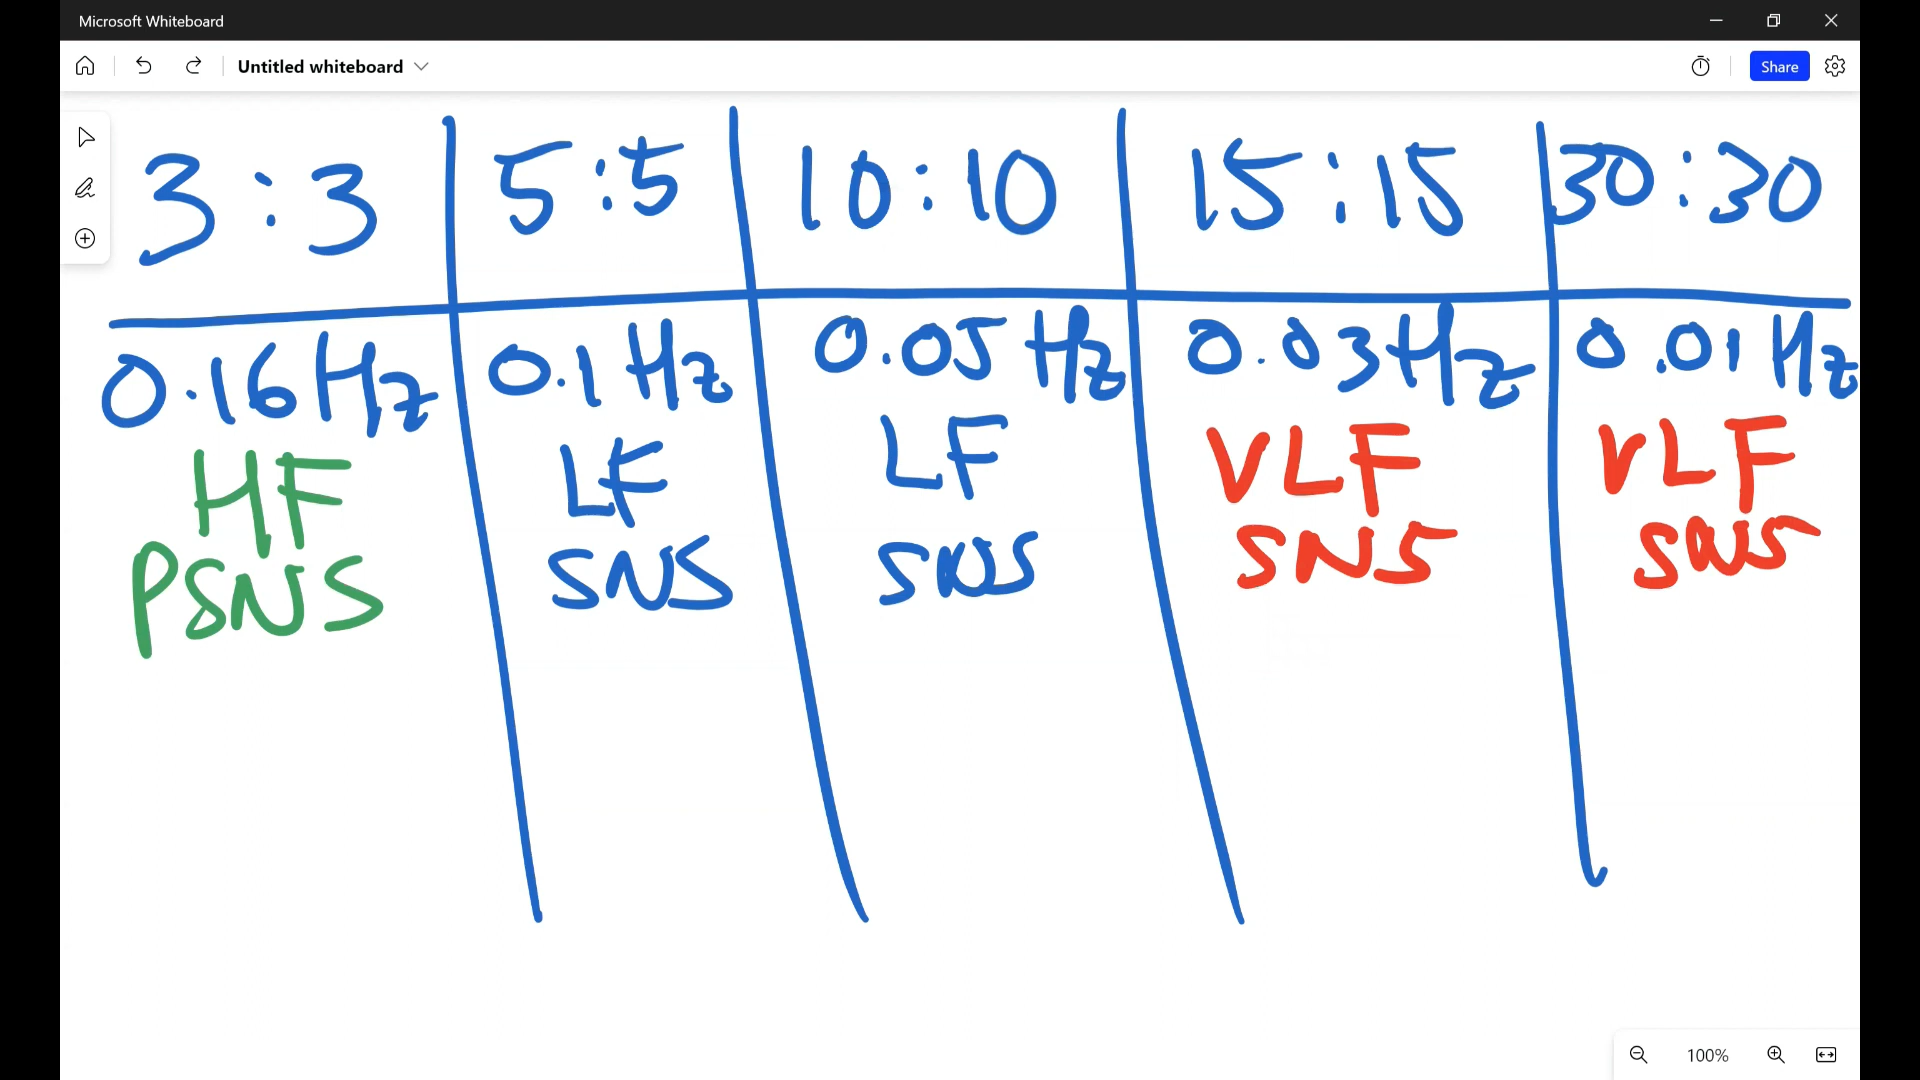 Microsoft Whiteboard
Untitled whiteboard
Share
3:3 5:5 10:10 15:15 30:30
0.16Hz 0.1Hz 0.05Hz 0.03Hz 0.01Hz
HF LF LF VLF VLF
PSNS SNS SNS SNS SNS
100%